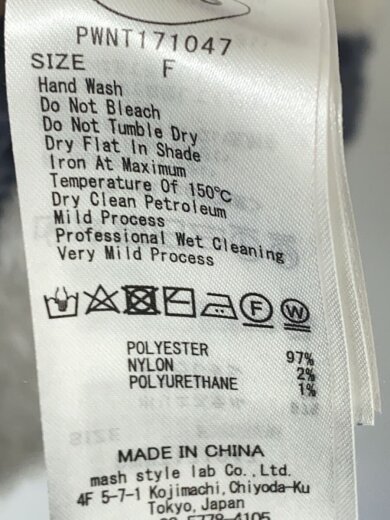 PWNT171047
SIZE F
Hand Wash
Do Not Bleach
Do Not Tumble Dry
Dry Flat In Shade
Iron At Maximum
Temperature Of 150℃
Dry Clean Petroleum
Mild Process
Professional Wet Cleaning
Very Mild Process
F W
POLYESTER 97%
NYLON 2%
POLYURETHANE 1%
MADE IN CHINA
mash style lab Co.,Ltd.
4F 5-7-1 Kojimachi,Chiyoda-Ku
Tokyo,Japan